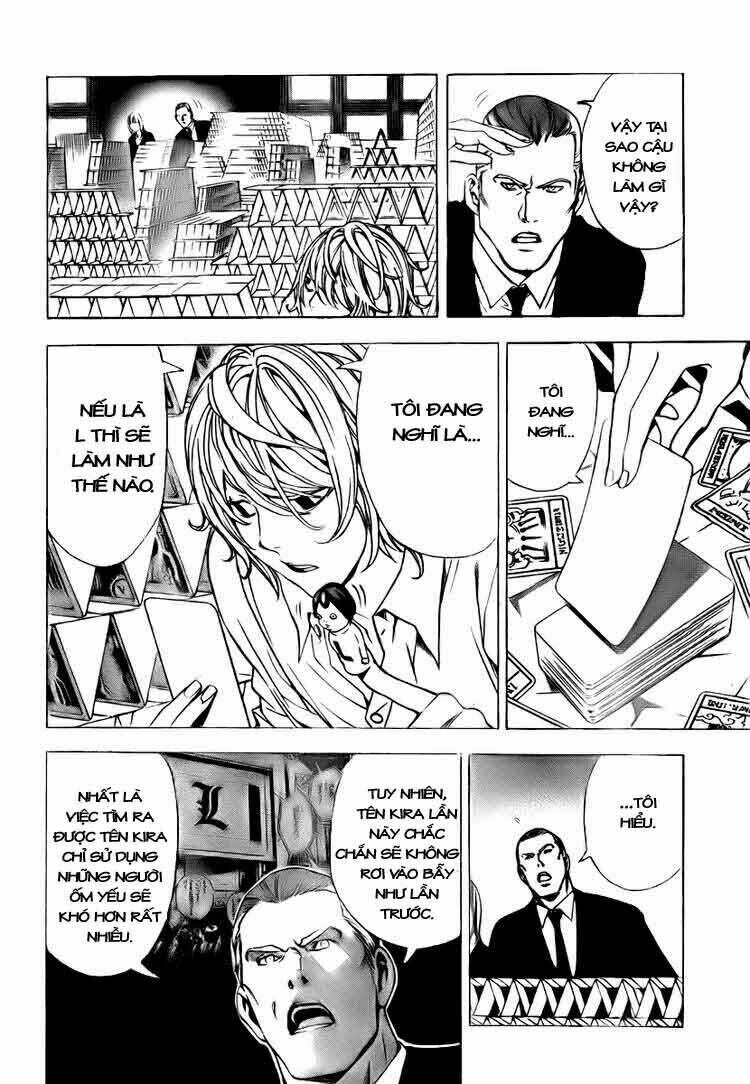 VẬY TẠI
SAO CẬU
KHÔNG
LÀM GÌ
VẬY?
TÔI
ĐANG
NGHĨ...
TÔI ĐANG
NGHĨ LÀ...
NẾU LÀ
L THÌ SẼ
LÀM NHƯ
THẾ NÀO.
...TÔI
HIỂU.
TUY NHIÊN,
TÊN KIRA LẦN
NÀY CHẮC
CHẮN SẼ KHÔNG
RƠI VÀO BẪY
NHƯ LẦN
TRƯỚC.
L
NHẤT LÀ
VIỆC TÌM RA
ĐƯỢC TÊN KIRA
CHỈ SỬ DỤNG
NHỮNG NGƯỜI
ỐM YẾU SẼ
KHÓ HƠN RẤT
NHIỀU.